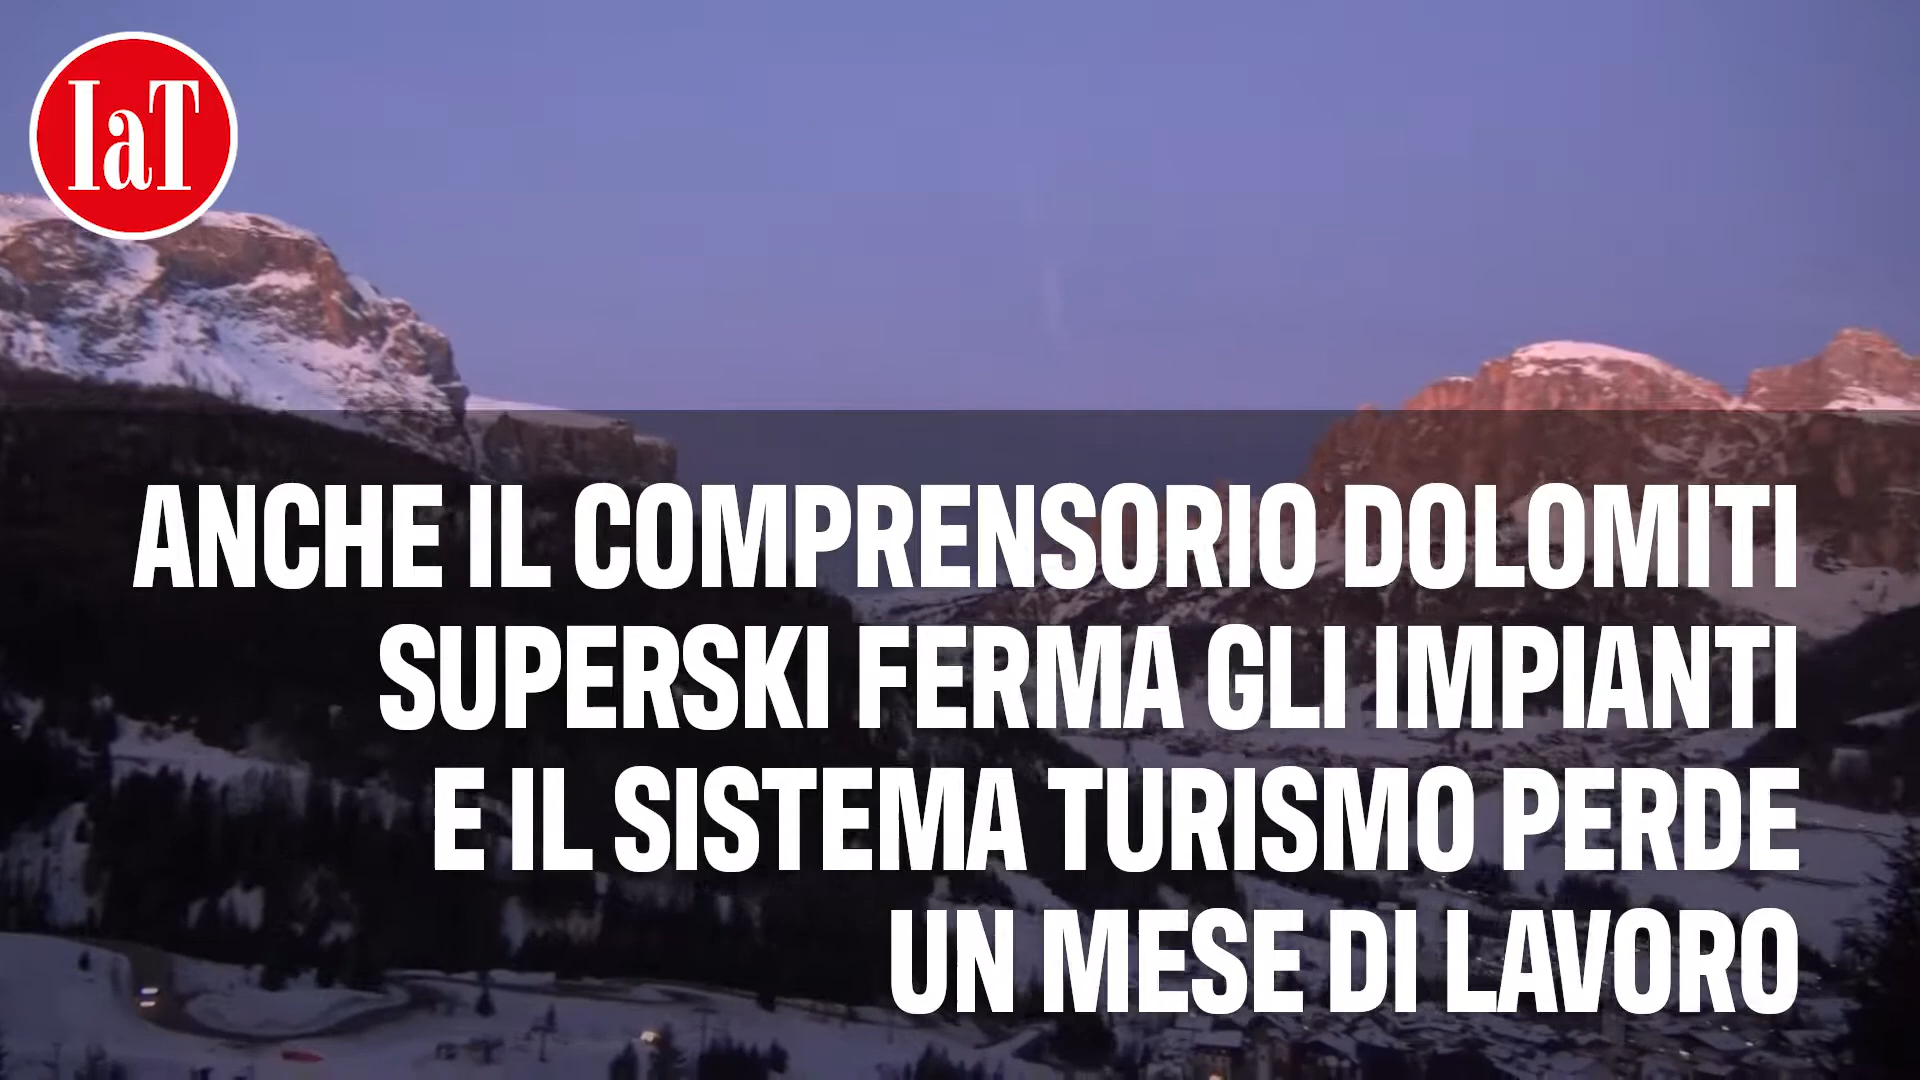 IaT
ANCHE IL COMPRENSORIO DOLOMITI
SUPERSKI FERMA GLI IMPIANTI
E IL SISTEMA TURISMO PERDE
UN MESE DI LAVORO